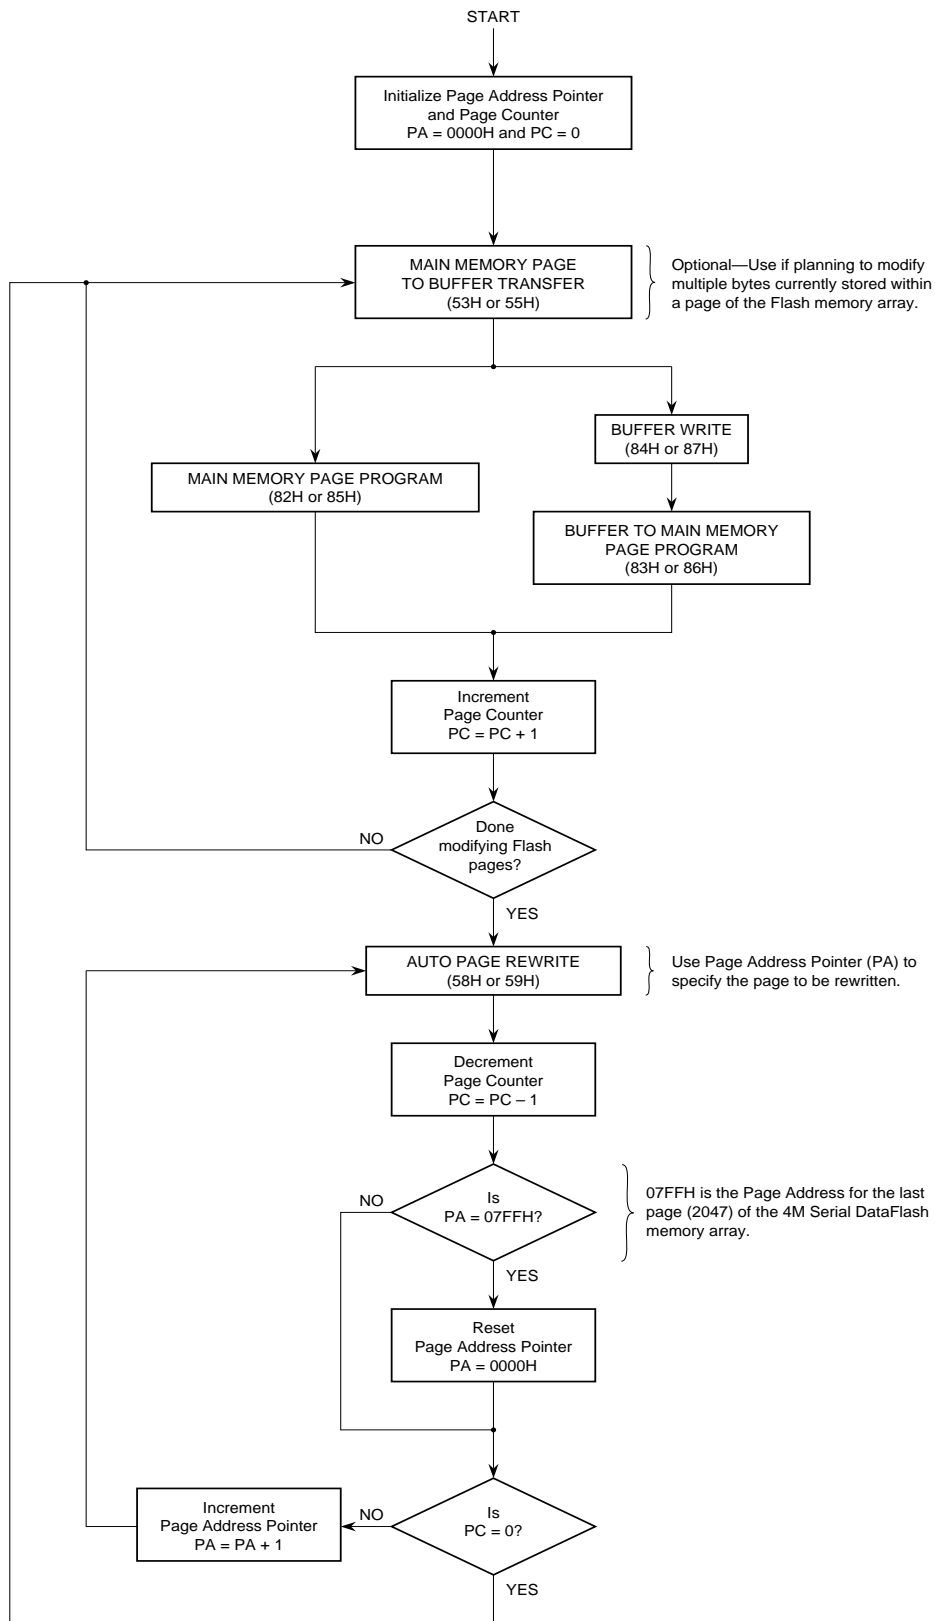 START
Initialize Page Address Pointer
and Page Counter
PA = 0000H and PC = 0
MAIN MEMORY PAGE
TO BUFFER TRANSFER
(53H or 55H)
Optional—Use if planning to modify
multiple bytes currently stored within
a page of the Flash memory array.
BUFFER WRITE
(84H or 87H)
MAIN MEMORY PAGE PROGRAM
(82H or 85H)
BUFFER TO MAIN MEMORY
PAGE PROGRAM
(83H or 86H)
Increment
Page Counter
PC = PC + 1
NO
Done
modifying Flash
pages?
YES
AUTO PAGE REWRITE
(58H or 59H)
Use Page Address Pointer (PA) to
specify the page to be rewritten.
Decrement
Page Counter
PC = PC – 1
NO
Is
PA = 07FFH?
07FFH is the Page Address for the last
page (2047) of the 4M Serial DataFlash
memory array.
YES
Reset
Page Address Pointer
PA = 0000H
Increment
Page Address Pointer
PA = PA + 1
NO
Is
PC = 0?
YES